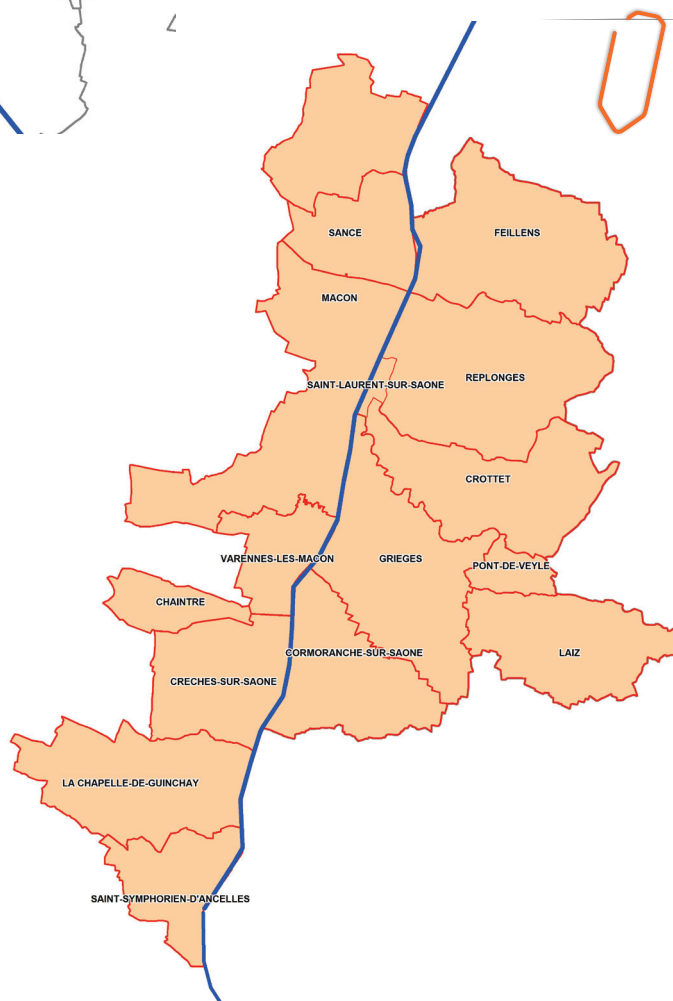 SANCE
FEILLENS
MACON
REPLONGES
SAINT-LAURENT-SUR-SAONE
CROTTET
VARENNES-LES-MACON
GRIEGES
PONT-DE-VEYLE
CHAINTRE
CORMORANCHE-SUR-SAONE
LAIZ
CRECHES-SUR-SAONE
LA CHAPELLE-DE-GUINCHAY
SAINT-SYMPHORIEN-D'ANCELLES